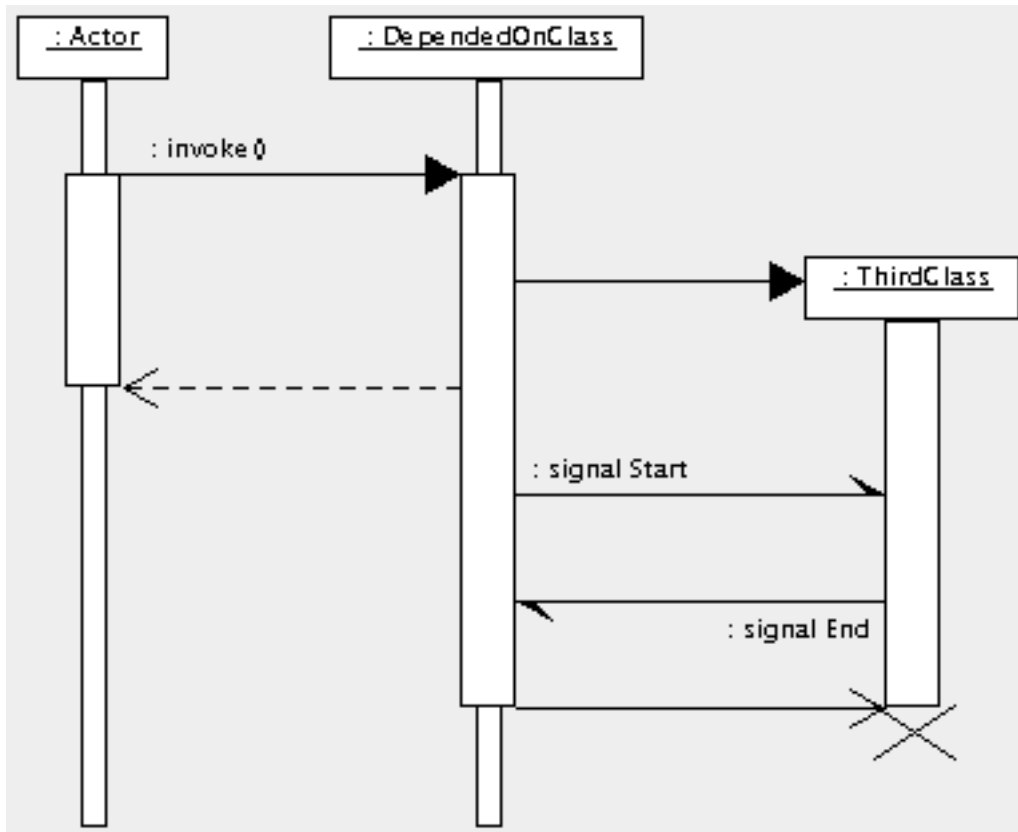 : Actor
: DependedOnClass
: invoke()
: ThirdClass
: signal Start
: signal End